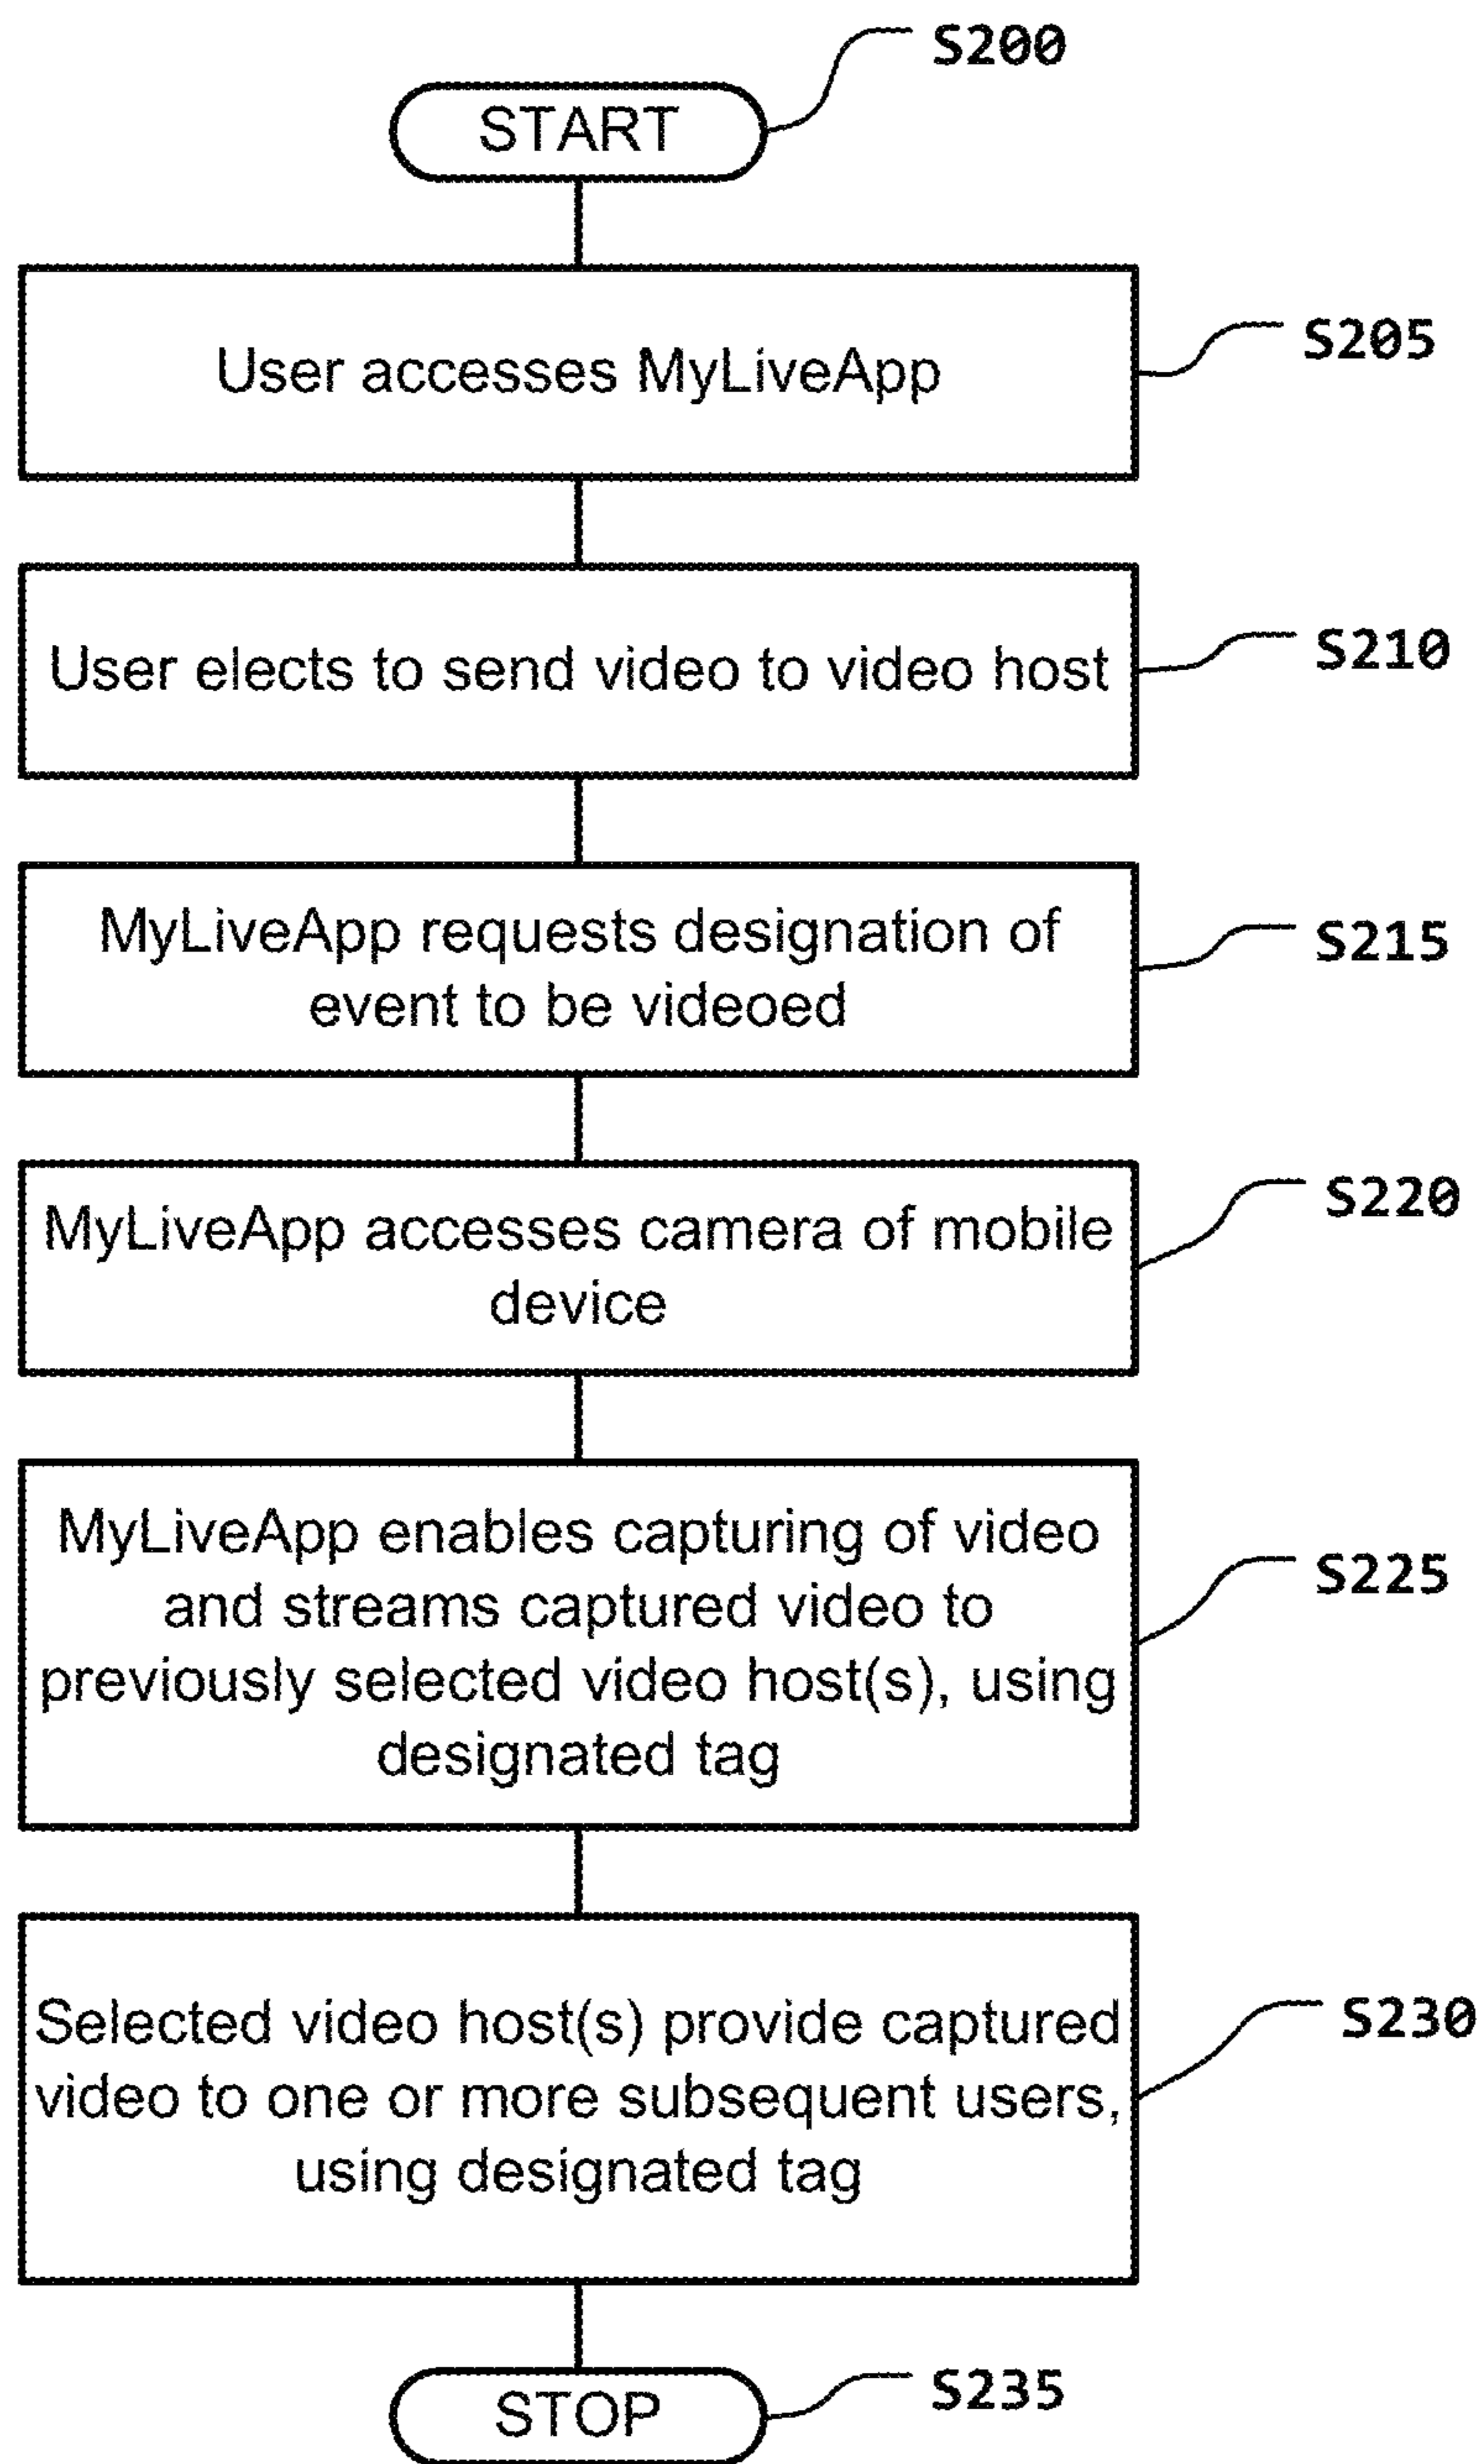 S200
START
User accesses MyLiveApp
S205
User elects to send video to video host
S210
MyLiveApp requests designation of
event to be videoed
S215
MyLiveApp accesses camera of mobile
device
S220
MyLiveApp enables capturing of video
and streams captured video to
previously selected video host(s), using
designated tag
S225
Selected video host(s) provide captured
video to one or more subsequent users,
using designated tag
S230
STOP
S235